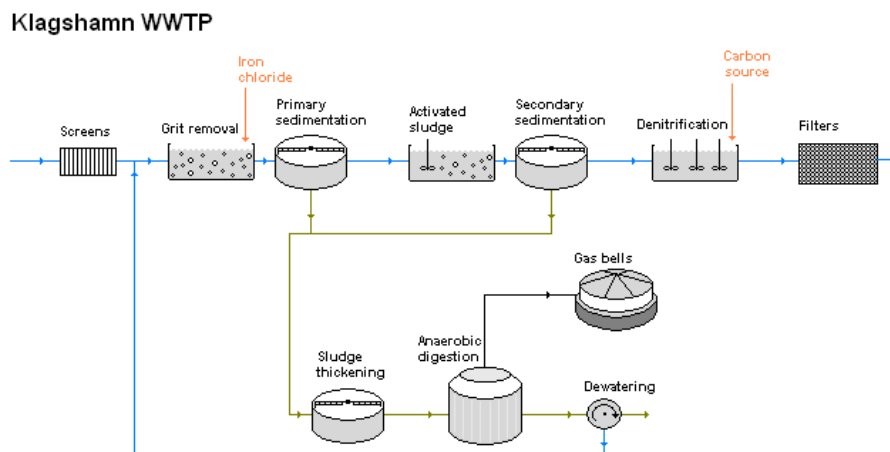 Klagshamn WWTP
Iron
chloride
Carbon
source
Primary
sedimentation
Activated
sludge
Secondary
sedimentation
Screens
Grit removal
Denitrification
Filters
Gas bells
Anaerobic
digestion
Sludge
thickening
Dewatering